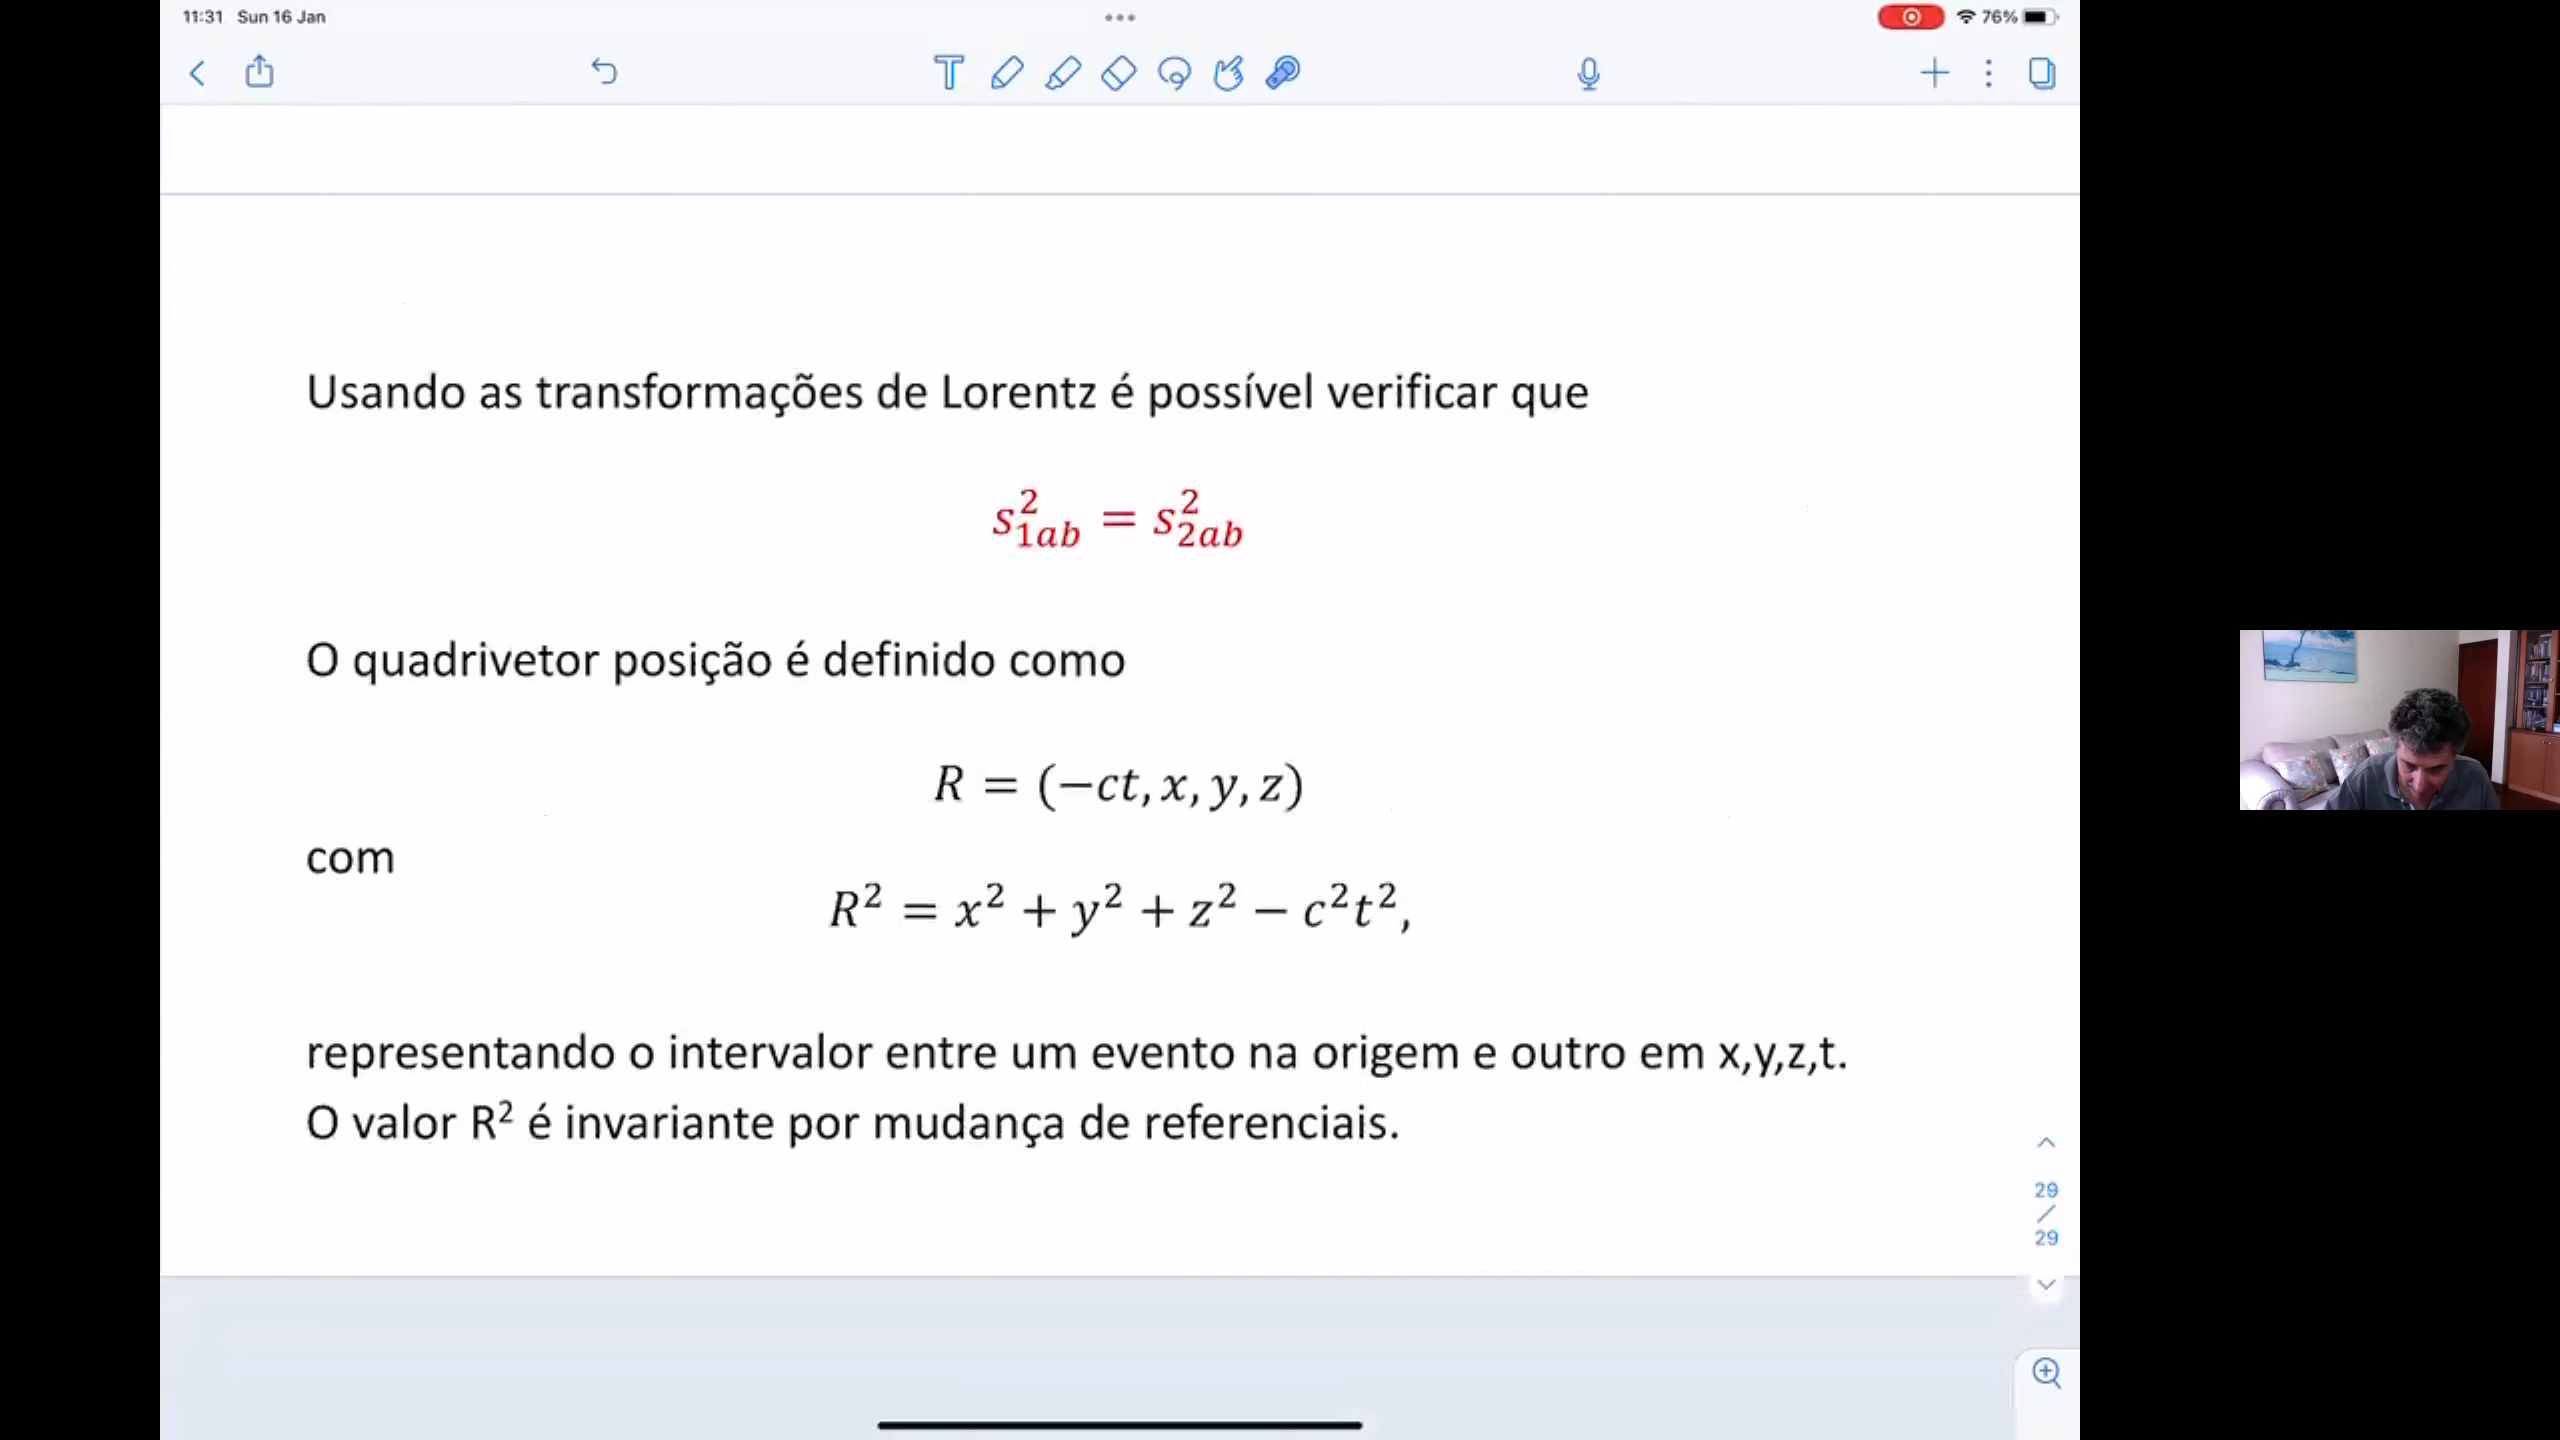 11:31 Sun 16 Jan
76%
T
Usando as transformações de Lorentz é possível verificar que
s²₁ab = s²₂ab
O quadrivetor posição é definido como
R = (−ct, x, y, z)
com
R² = x² + y² + z² − c²t²,
representando o intervalor entre um evento na origem e outro em x,y,z,t.
O valor R² é invariante por mudança de referenciais.
29
/
29